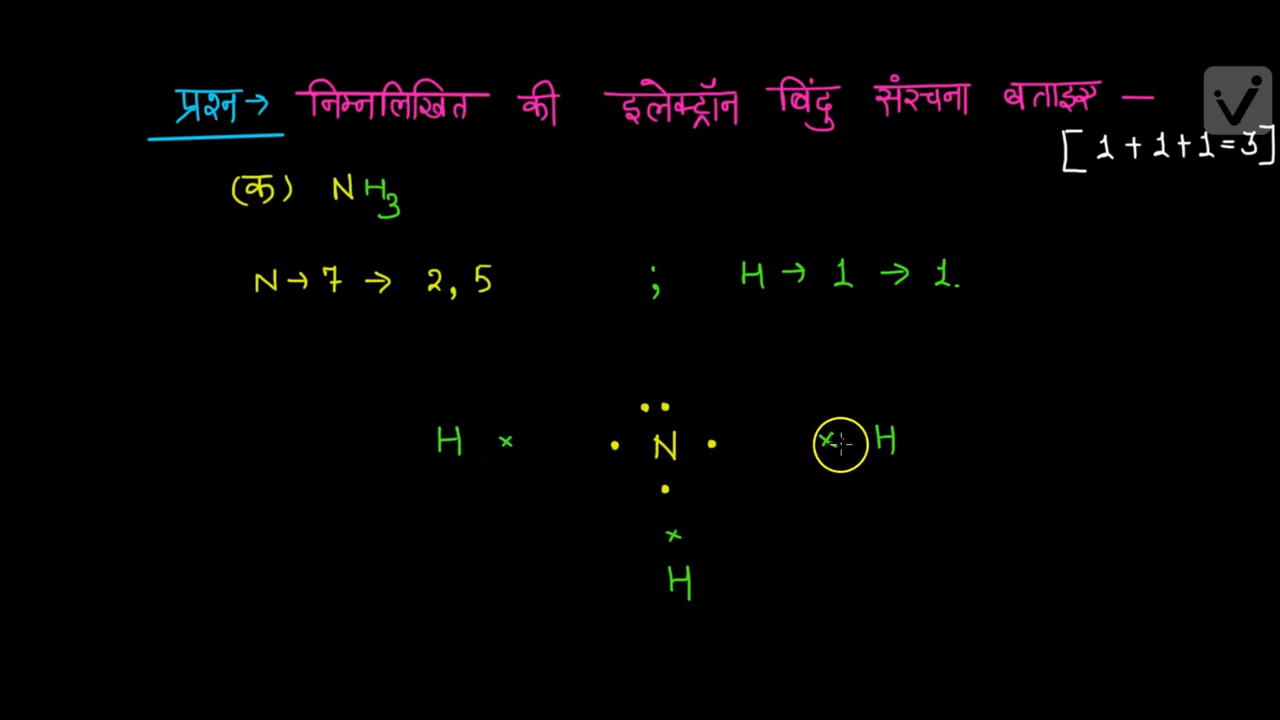 प्रश्न → निम्नलिखित की इलेक्ट्रॉन बिंदु संरचना बताइए —
[1+1+1=3]
(क) NH3
N → 7 → 2, 5 ; H → 1 → 1.
H × • N • × H
×
H